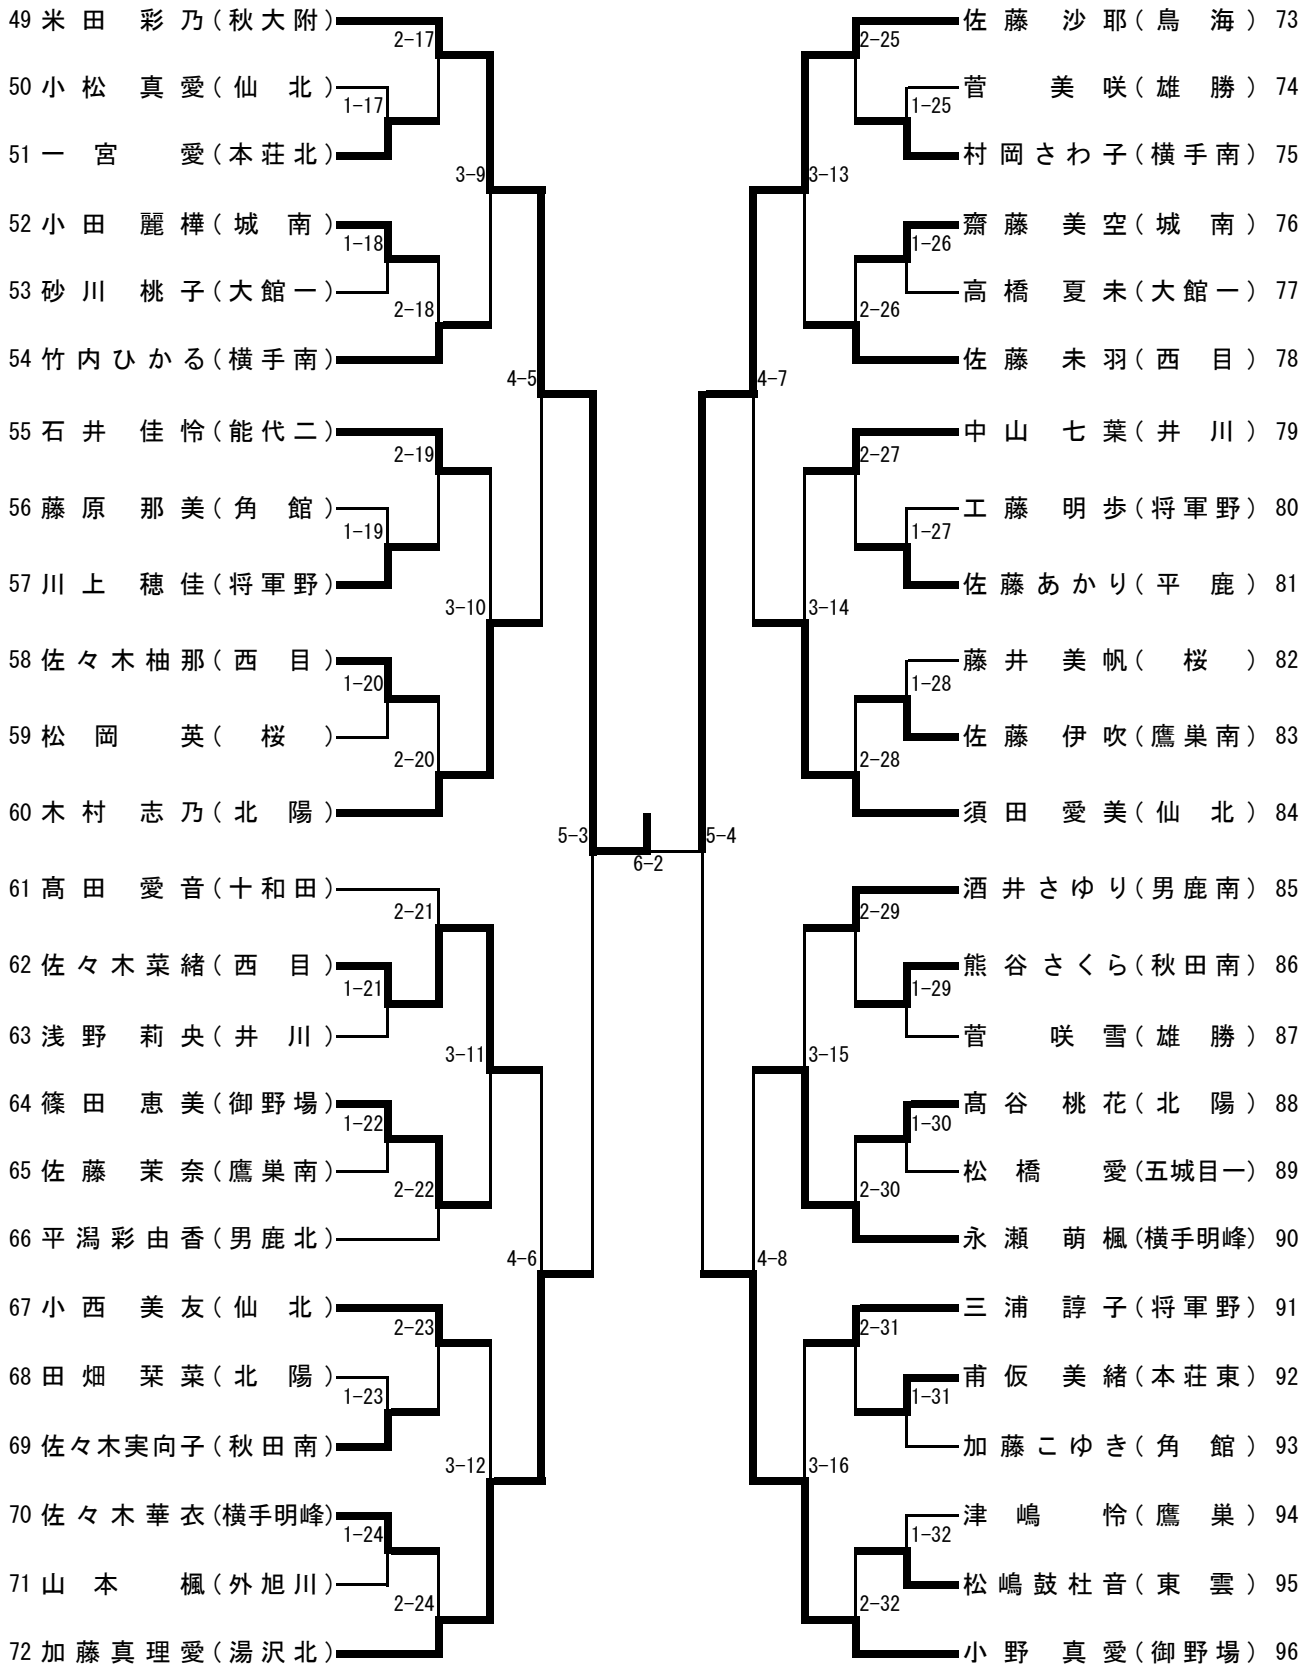 49 米田 彩乃(秋大附)
2-17
50 小松 真愛(仙 北)
1-17
51 一宮 愛(本荘北)
3-9
52 小田 麗樺(城 南)
1-18
53 砂川 桃子(大館一)
2-18
54 竹内ひかる(横手南)
4-5
55 石井 佳怜(能代二)
2-19
56 藤原 那美(角 館)
1-19
57 川上 穂佳(将軍野)
3-10
58 佐々木柚那(西 目)
1-20
59 松岡 英(桜)
2-20
60 木村 志乃(北 陽)
5-3
6-2
61 髙田 愛音(十和田)
2-21
62 佐々木菜緒(西 目)
1-21
63 浅野 莉央(井 川)
3-11
64 篠田 恵美(御野場)
1-22
65 佐藤 茉奈(鷹巣南)
2-22
66 平潟彩由香(男鹿北)
4-6
67 小西 美友(仙 北)
2-23
68 田畑 栞菜(北 陽)
1-23
69 佐々木実向子(秋田南)
3-12
70 佐々木華衣(横手明峰)
1-24
71 山本 楓(外旭川)
2-24
72 加藤真理愛(湯沢北)
佐藤 沙耶(鳥 海) 73
2-25
菅 美咲(雄 勝) 74
1-25
村岡さわ子(横手南) 75
3-13
齋藤 美空(城 南) 76
1-26
高橋 夏未(大館一) 77
2-26
佐藤 未羽(西 目) 78
4-7
中山 七葉(井 川) 79
2-27
工藤 明歩(将軍野) 80
1-27
佐藤あかり(平 鹿) 81
3-14
藤井 美帆(桜) 82
1-28
佐藤 伊吹(鷹巣南) 83
2-28
須田 愛美(仙 北) 84
5-4
酒井さゆり(男鹿南) 85
2-29
熊谷さくら(秋田南) 86
1-29
菅 咲雪(雄 勝) 87
3-15
髙谷 桃花(北 陽) 88
1-30
松橋 愛(五城目一) 89
2-30
永瀬 萌楓(横手明峰) 90
4-8
三浦 諄子(将軍野) 91
2-31
甫仮 美緒(本荘東) 92
1-31
加藤こゆき(角 館) 93
3-16
津嶋 怜(鷹 巣) 94
1-32
松嶋鼓杜音(東 雲) 95
2-32
小野 真愛(御野場) 96